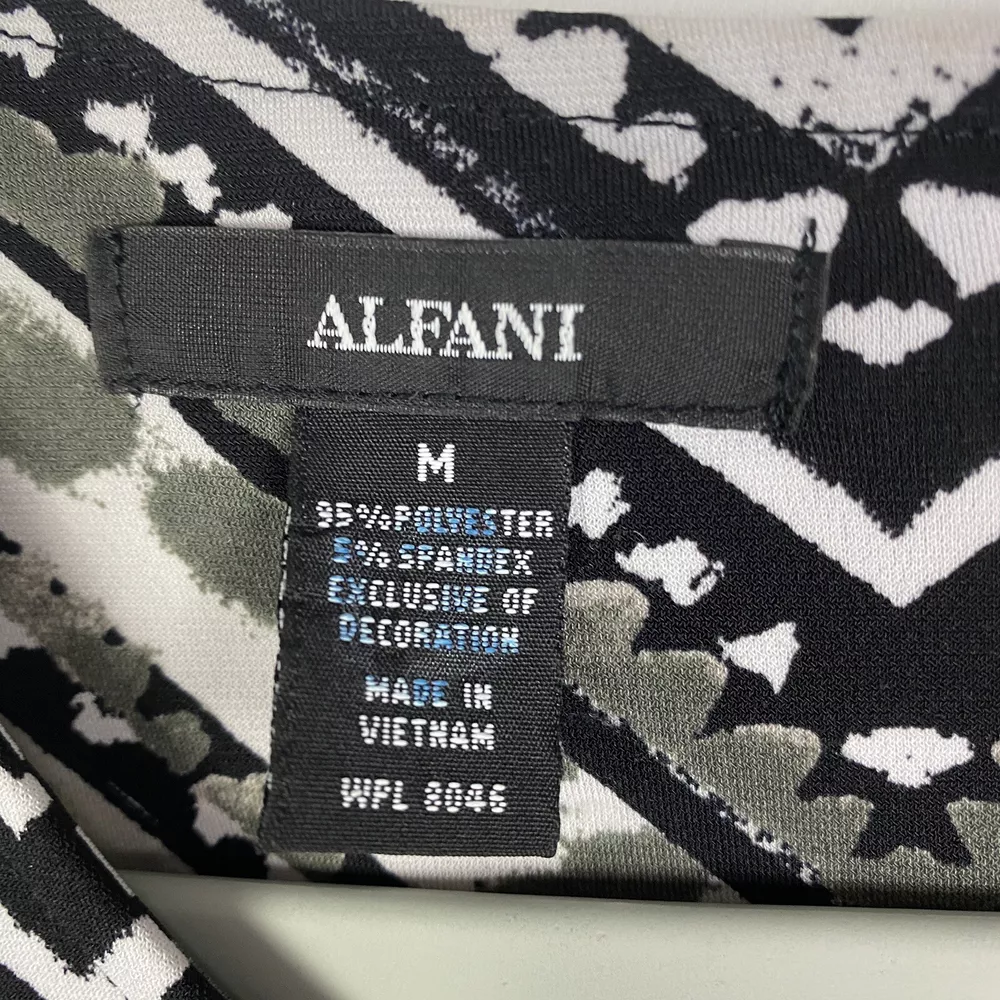 ALFANI
M
95%POLYESTER
5%SPANDEX
EXCLUSIVE OF
DECORATION
MADE IN
VIETNAM
WPL 8046